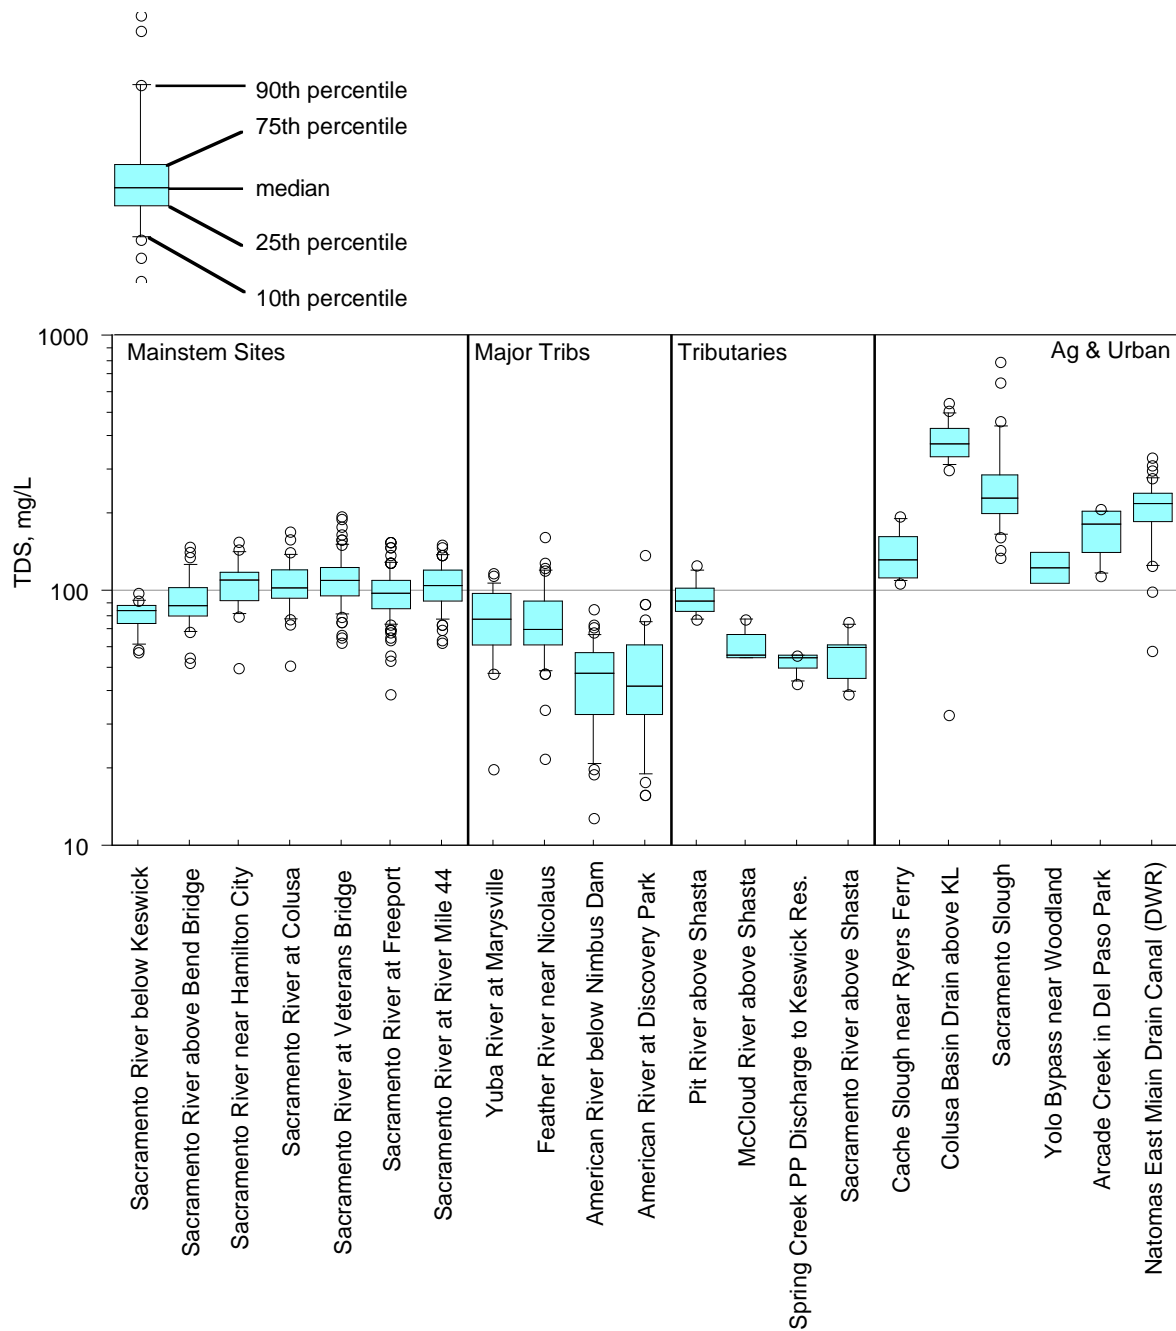 90th percentile
75th percentile
median
25th percentile
10th percentile
1000
Mainstem Sites
Major Tribs
Tributaries
Ag & Urban
TDS, mg/L
100
10
Sacramento River below Keswick
Sacramento River above Bend Bridge
Sacramento River near Hamilton City
Sacramento River at Colusa
Sacramento River at Veterans Bridge
Sacramento River at Freeport
Sacramento River at River Mile 44
Yuba River at Marysville
Feather River near Nicolaus
American River below Nimbus Dam
American River at Discovery Park
Pit River above Shasta
McCloud River above Shasta
Spring Creek PP Discharge to Keswick Res.
Sacramento River above Shasta
Cache Slough near Ryers Ferry
Colusa Basin Drain above KL
Sacramento Slough
Yolo Bypass near Woodland
Arcade Creek in Del Paso Park
Natomas East Miain Drain Canal (DWR)